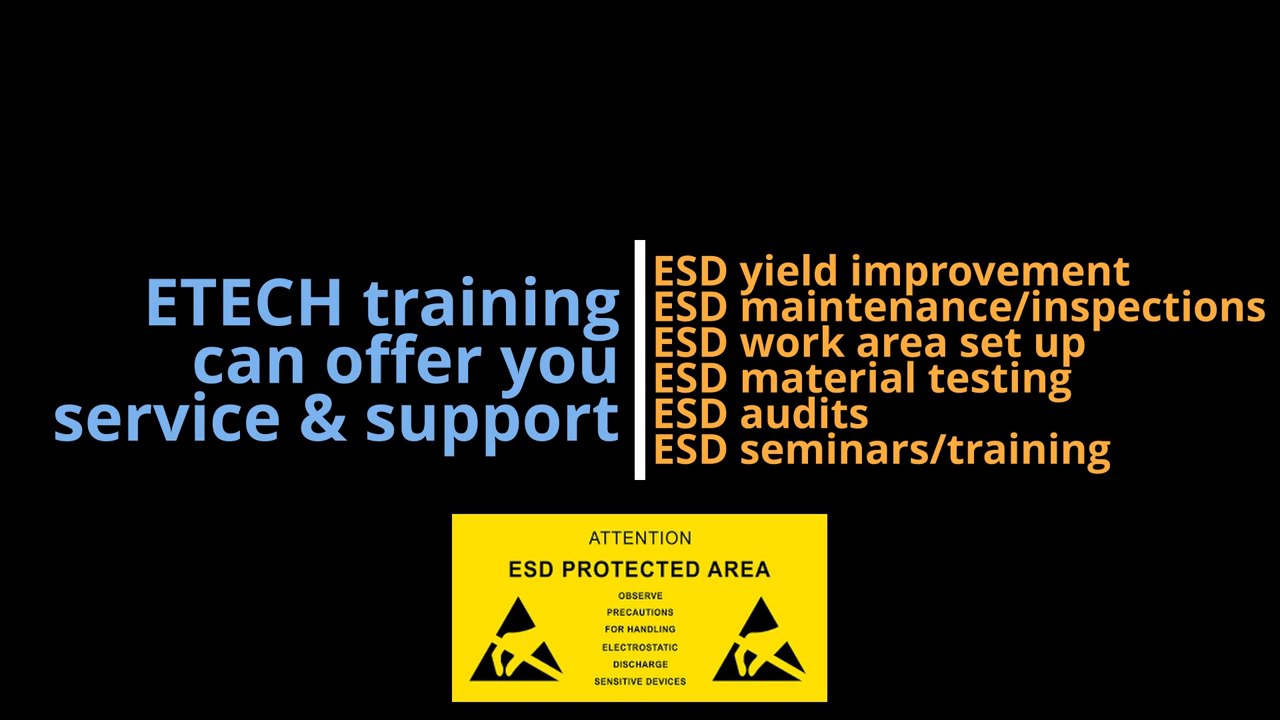 ETECH training
can offer you
service & support
ESD yield improvement
ESD maintenance/inspections
ESD work area set up
ESD material testing
ESD audits
ESD seminars/training
ATTENTION
ESD PROTECTED AREA
OBSERVE
PRECAUTIONS
FOR HANDLING
ELECTROSTATIC
DISCHARGE
SENSITIVE DEVICES